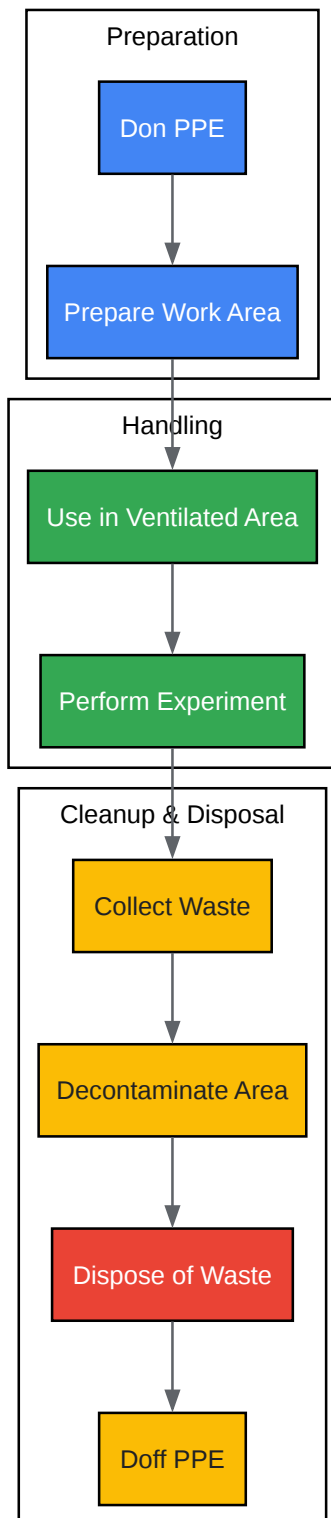 Preparation
Don PPE
Prepare Work Area
Handling
Use in Ventilated Area
Perform Experiment
Cleanup & Disposal
Collect Waste
Decontaminate Area
Dispose of Waste
Doff PPE